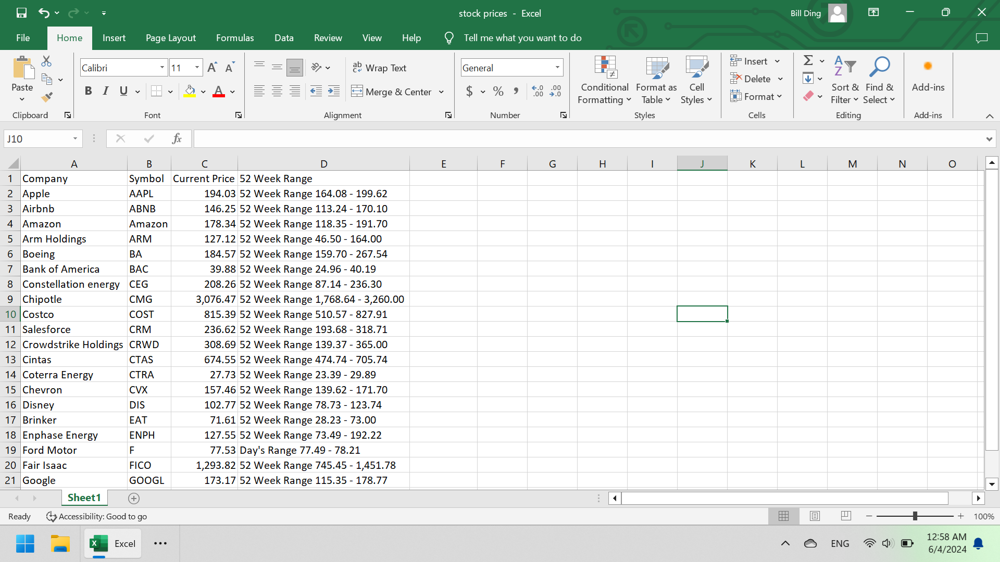 stock prices - Excel
Bill Ding
File Home Insert Page Layout Formulas Data Review View Help Tell me what you want to do
Paste
Clipboard
Calibri 11
B I U A
Font
Wrap Text
Merge & Center
Alignment
General
$ % , .00 .0
Number
Conditional Formatting
Format as Table
Cell Styles
Styles
Insert
Delete
Format
Cells
Sort & Filter
Find & Select
Editing
Add-ins
Add-ins
J10 fx
A B C D E F G H I J K L M N O
1 Company Symbol Current Price 52 Week Range
2 Apple AAPL 194.03 52 Week Range 164.08 - 199.62
3 Airbnb ABNB 146.25 52 Week Range 113.24 - 170.10
4 Amazon Amazon 178.34 52 Week Range 118.35 - 191.70
5 Arm Holdings ARM 127.12 52 Week Range 46.50 - 164.00
6 Boeing BA 184.57 52 Week Range 159.70 - 267.54
7 Bank of America BAC 39.88 52 Week Range 24.96 - 40.19
8 Constellation energy CEG 208.26 52 Week Range 87.14 - 236.30
9 Chipotle CMG 3,076.47 52 Week Range 1,768.64 - 3,260.00
10 Costco COST 815.39 52 Week Range 510.57 - 827.91
11 Salesforce CRM 236.62 52 Week Range 193.68 - 318.71
12 Crowdstrike Holdings CRWD 308.69 52 Week Range 139.37 - 365.00
13 Cintas CTAS 674.55 52 Week Range 474.74 - 705.74
14 Coterra Energy CTRA 27.73 52 Week Range 23.39 - 29.89
15 Chevron CVX 157.46 52 Week Range 139.62 - 171.70
16 Disney DIS 102.77 52 Week Range 78.73 - 123.74
17 Brinker EAT 71.61 52 Week Range 28.23 - 73.00
18 Enphase Energy ENPH 127.55 52 Week Range 73.49 - 192.22
19 Ford Motor F 77.53 Day's Range 77.49 - 78.21
20 Fair Isaac FICO 1,293.82 52 Week Range 745.45 - 1,451.78
21 Google GOOGL 173.17 52 Week Range 115.35 - 178.77
Sheet1
Ready Accessibility: Good to go 100%
Excel ENG 12:58 AM
6/4/2024